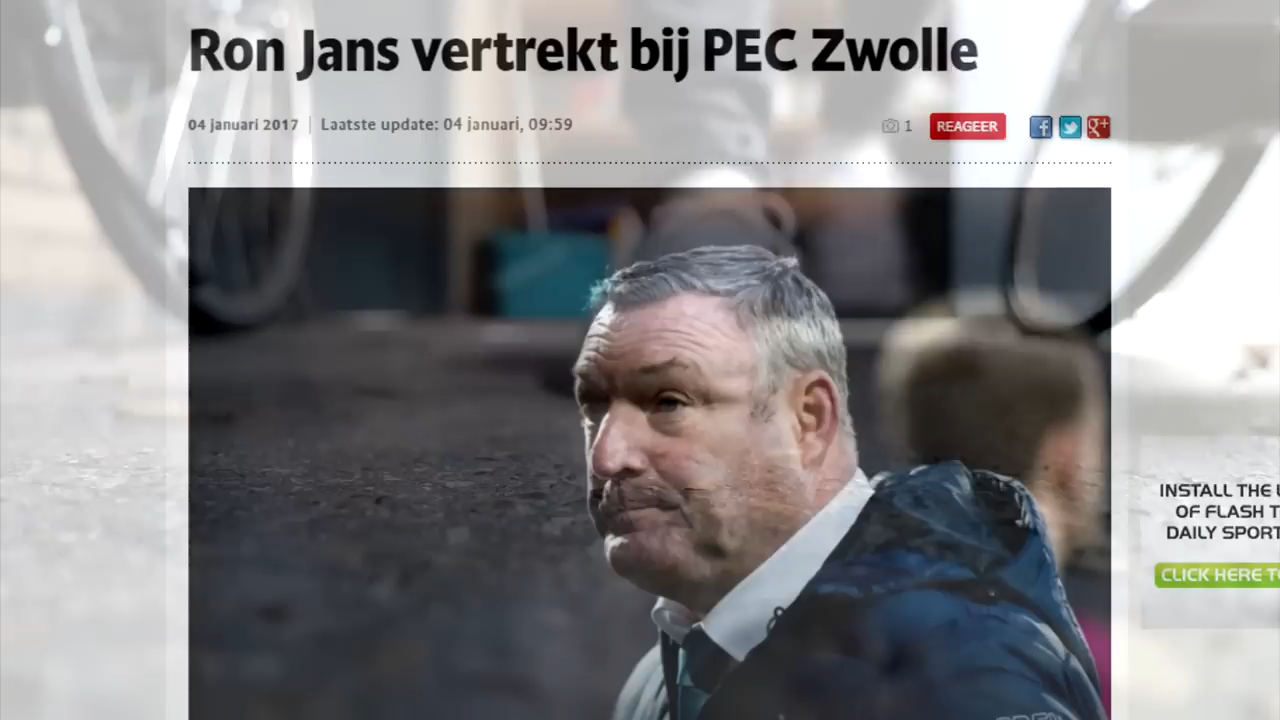 Ron Jans vertrekt bij PEC Zwolle
04 januari 2017 | Laatste update: 04 januari, 09:59
1 REAGEER
INSTALL THE
OF FLASH
DAILY SPORT
CLICK HERE